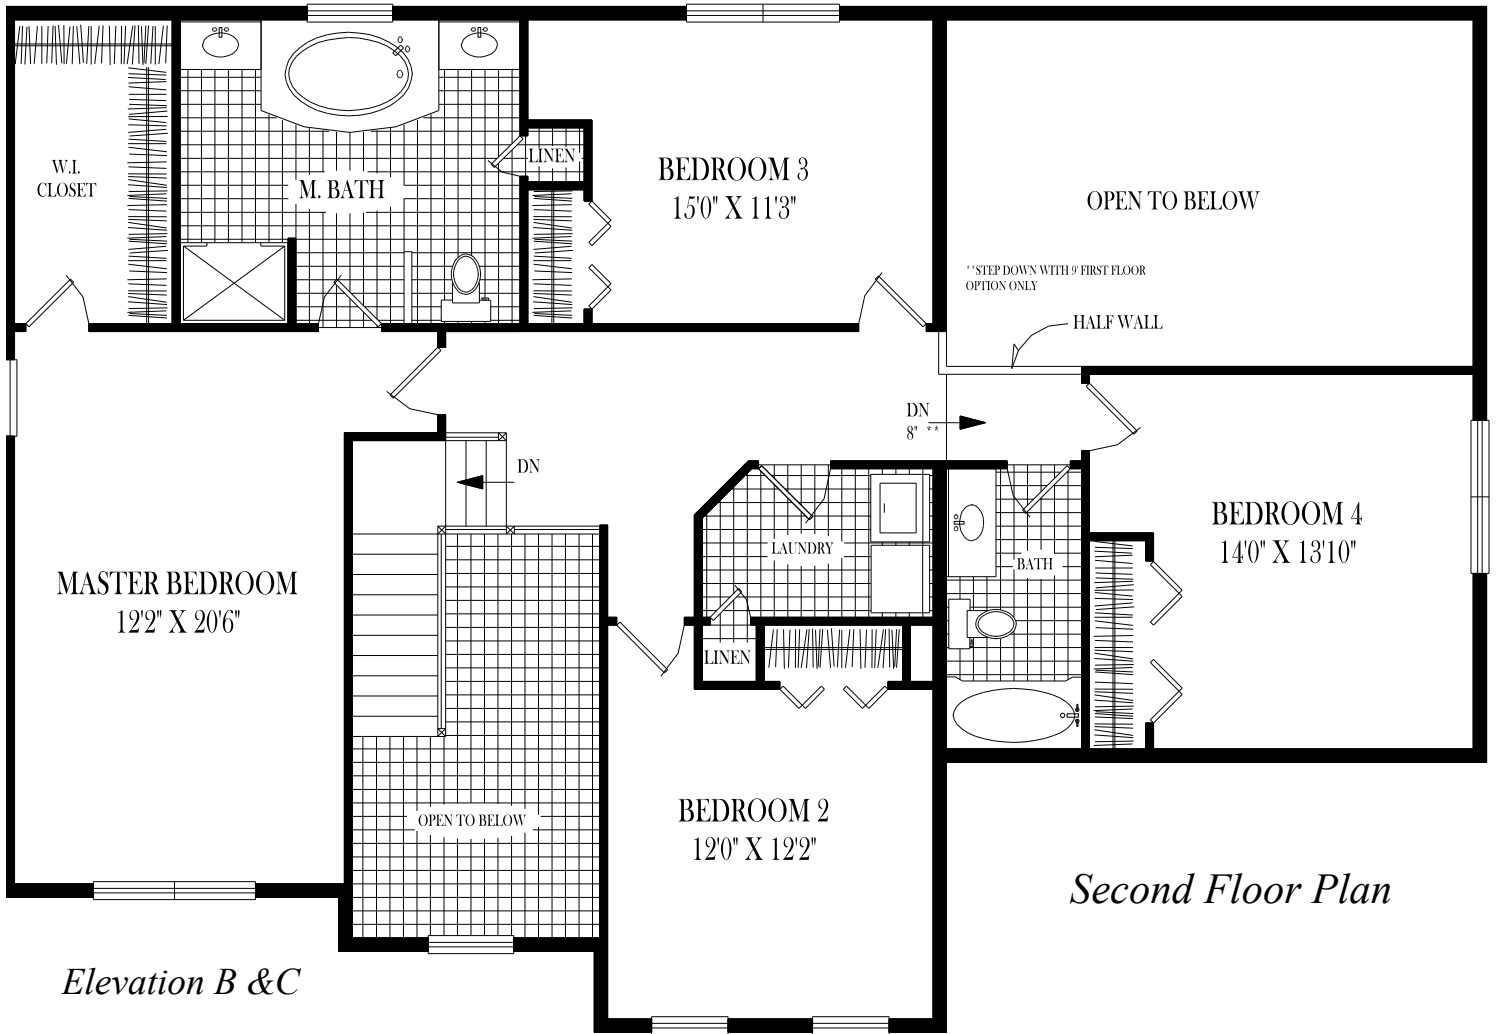 W.I.
CLOSET
M. BATH
LINEN
BEDROOM 3
15'0" X 11'3"
OPEN TO BELOW
**STEP DOWN WITH 9' FIRST FLOOR
OPTION ONLY
HALF WALL
DN
8" **
DN
MASTER BEDROOM
12'2" X 20'6"
LAUNDRY
LINEN
BATH
BEDROOM 4
14'0" X 13'10"
OPEN TO BELOW
BEDROOM 2
12'0" X 12'2"
Second Floor Plan
Elevation B &C